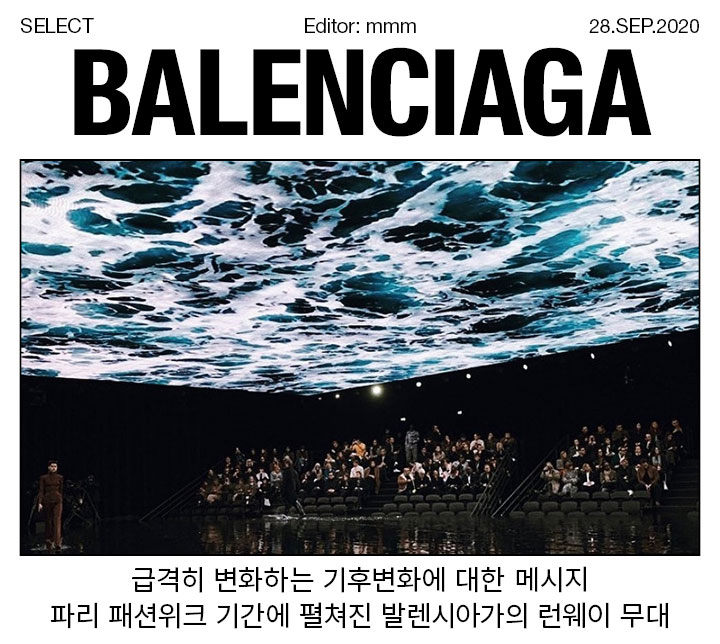 SELECT
Editor: mmm
28.SEP.2020
BALENCIAGA
급격히 변화하는 기후변화에 대한 메시지
파리 패션위크 기간에 펼쳐진 발렌시아가의 런웨이 무대